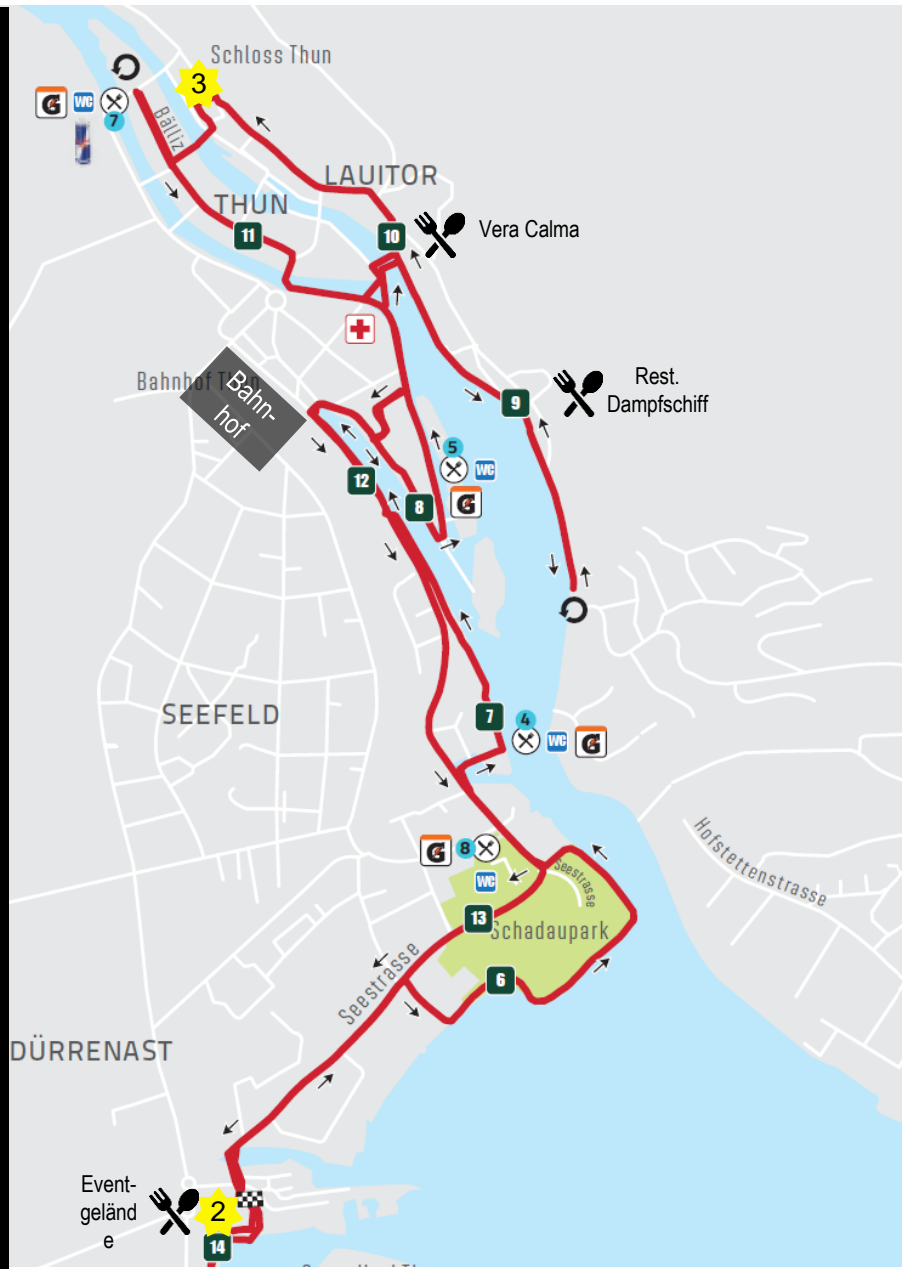 Schloss Thun
3
G
WC
7
Bälliz
LAUITOR
THUN
11
10
Vera Calma
Bahnhof Thun
Bahn-
hof
9
Rest.
Dampfschiff
5
WC
G
12
8
SEEFELD
7
4
WC
G
G
8
WC
Seestrasse
Hofstettenstrasse
13
Schadaupark
6
Seestrasse
DÜRRENAST
Event-
geländ
e
2
14